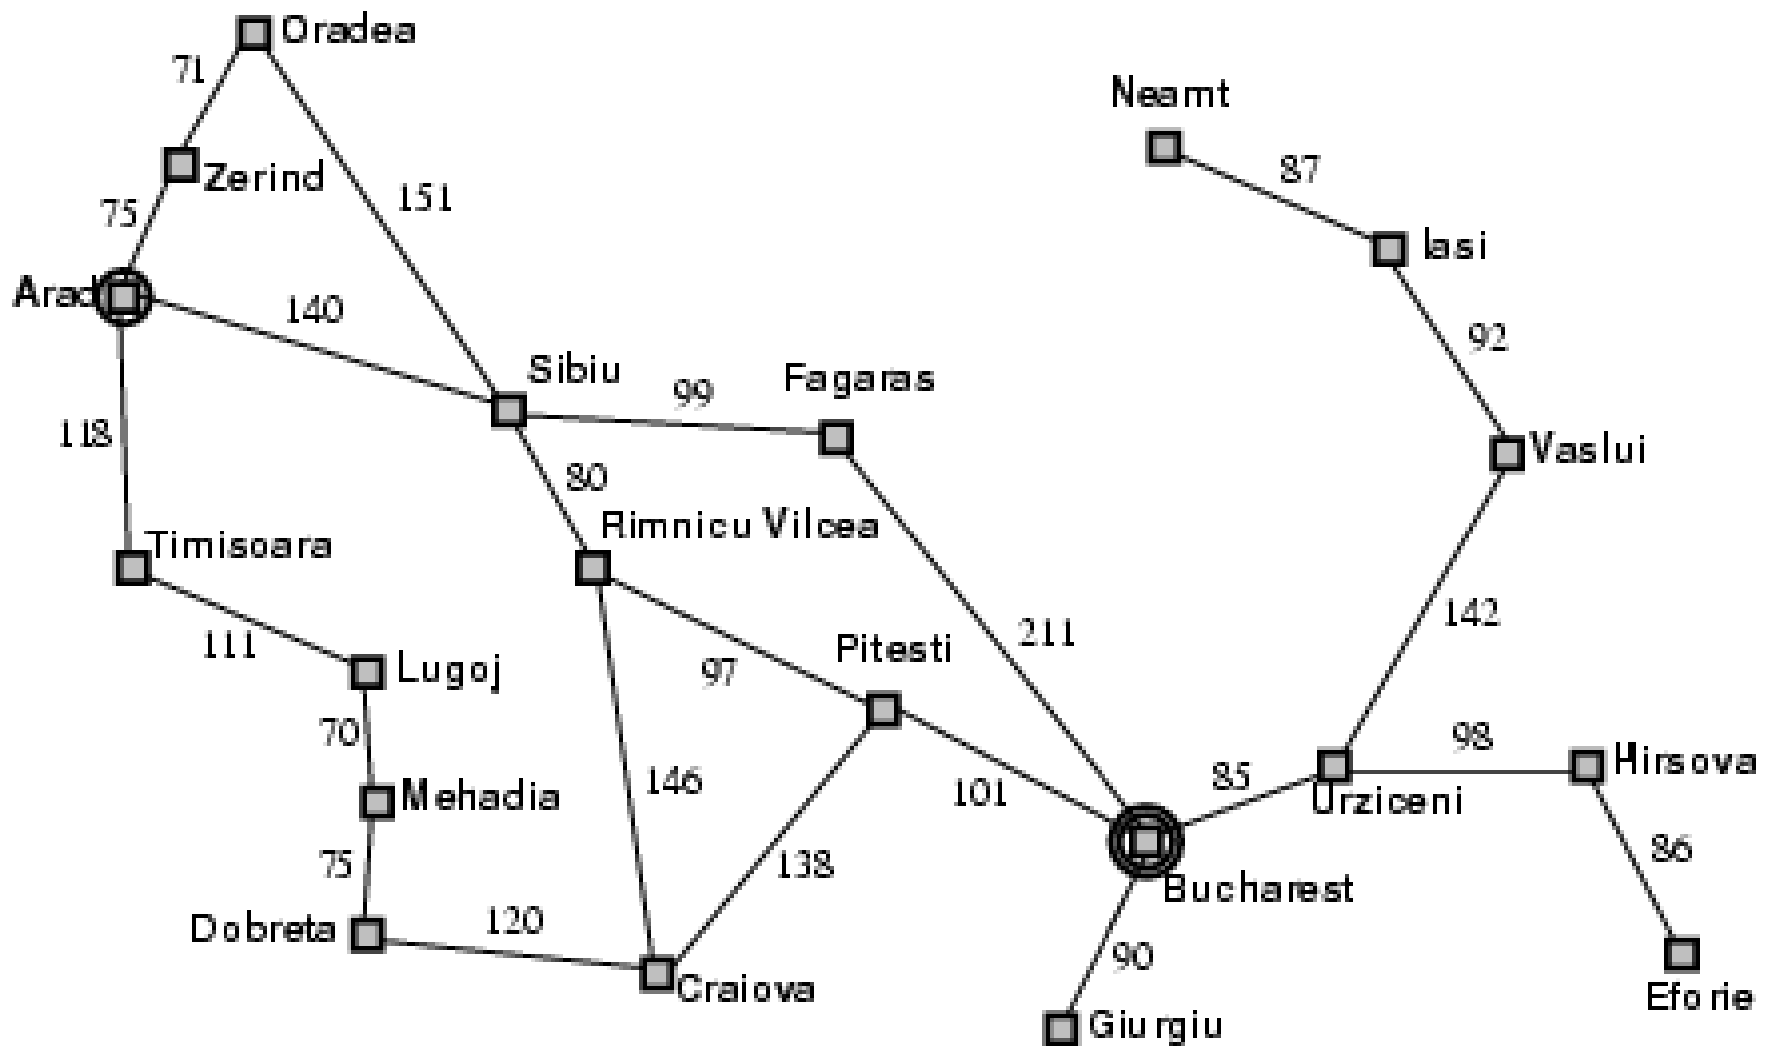 Oradea
71
Neamt
87
Zerind
151
75
Iasi
Arad
140
92
Sibiu
99
Fagaras
118
Vaslui
80
Timisoara
Rimnicu Vilcea
142
211
111
Lugoj
97
Pitesti
70
98
Hirsova
146
101
85
Mehadia
Urziceni
75
138
86
Bucharest
Dobreta
120
90
Craiova
Eforie
Giurgiu